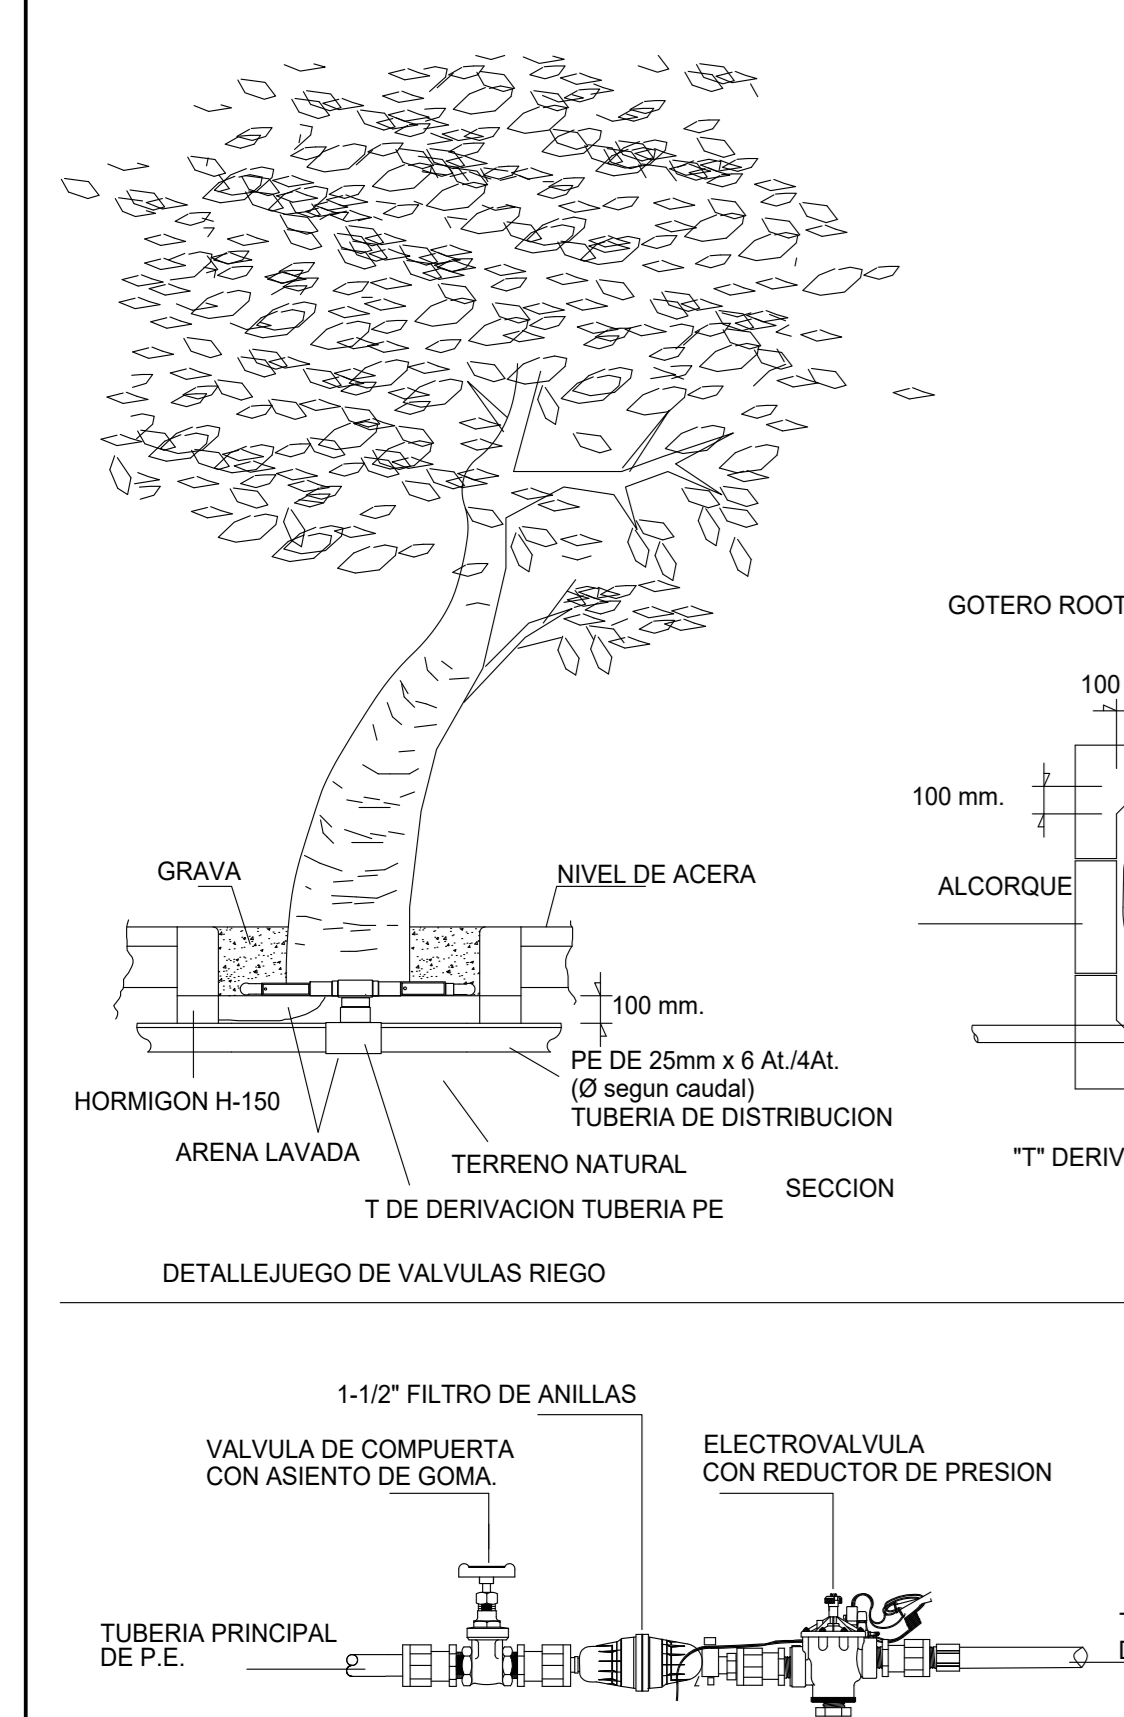 GOTERO ROOT
100
100 mm.
GRAVA
NIVEL DE ACERA
ALCORQUE
100 mm.
PE DE 25mm x 6 At./4At.
(Ø segun caudal)
TUBERIA DE DISTRIBUCION
HORMIGON H-150
ARENA LAVADA
TERRENO NATURAL
"T" DERIV
SECCION
T DE DERIVACION TUBERIA PE
DETALLEJUEGO DE VALVULAS RIEGO
1-1/2" FILTRO DE ANILLAS
VALVULA DE COMPUERTA
CON ASIENTO DE GOMA.
ELECTROVALVULA
CON REDUCTOR DE PRESION
TUBERIA PRINCIPAL
DE P.E.